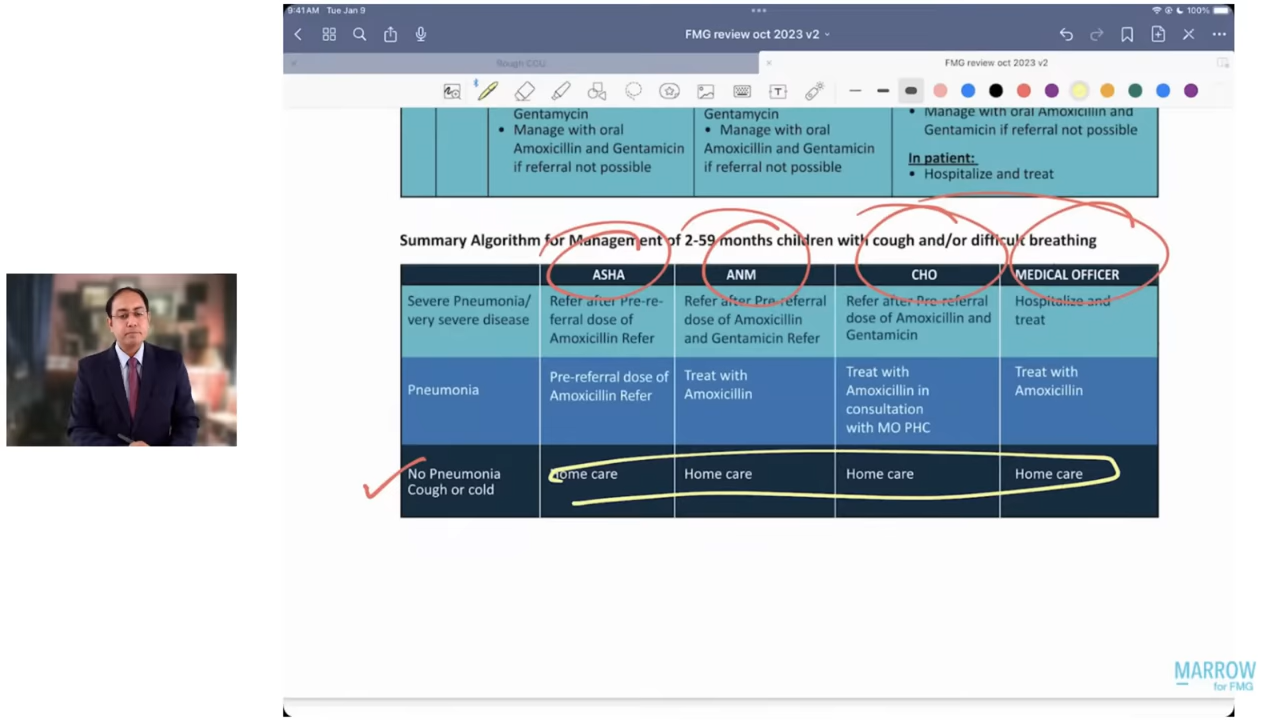 9:41AM Tue Jan 9
100%
FMG review oct 2023 v2
Rough CCU
FMG review oct 2023 v2
Gentamycin
• Manage with oral
Amoxicillin and Gentamicin
if referral not possible
Gentamycin
• Manage with oral
Amoxicillin and Gentamicin
if referral not possible
• Manage with oral Amoxicillin and
Gentamicin if referral not possible
In patient:
• Hospitalize and treat
Summary Algorithm for Management of 2-59 months children with cough and/or difficult breathing
ASHA
ANM
CHO
MEDICAL OFFICER
Severe Pneumonia/
very severe disease
Refer after Pre-re-
ferral dose of
Amoxicillin Refer
Refer after Pre-referral
dose of Amoxicillin
and Gentamicin Refer
Refer after Pre-referral
dose of Amoxicillin and
Gentamicin
Hospitalize and
treat
Pneumonia
Pre-referral dose of
Amoxicillin Refer
Treat with
Amoxicillin
Treat with
Amoxicillin in
consultation
with MO PHC
Treat with
Amoxicillin
No Pneumonia
Cough or cold
Home care
Home care
Home care
Home care
MARROW
for FMG